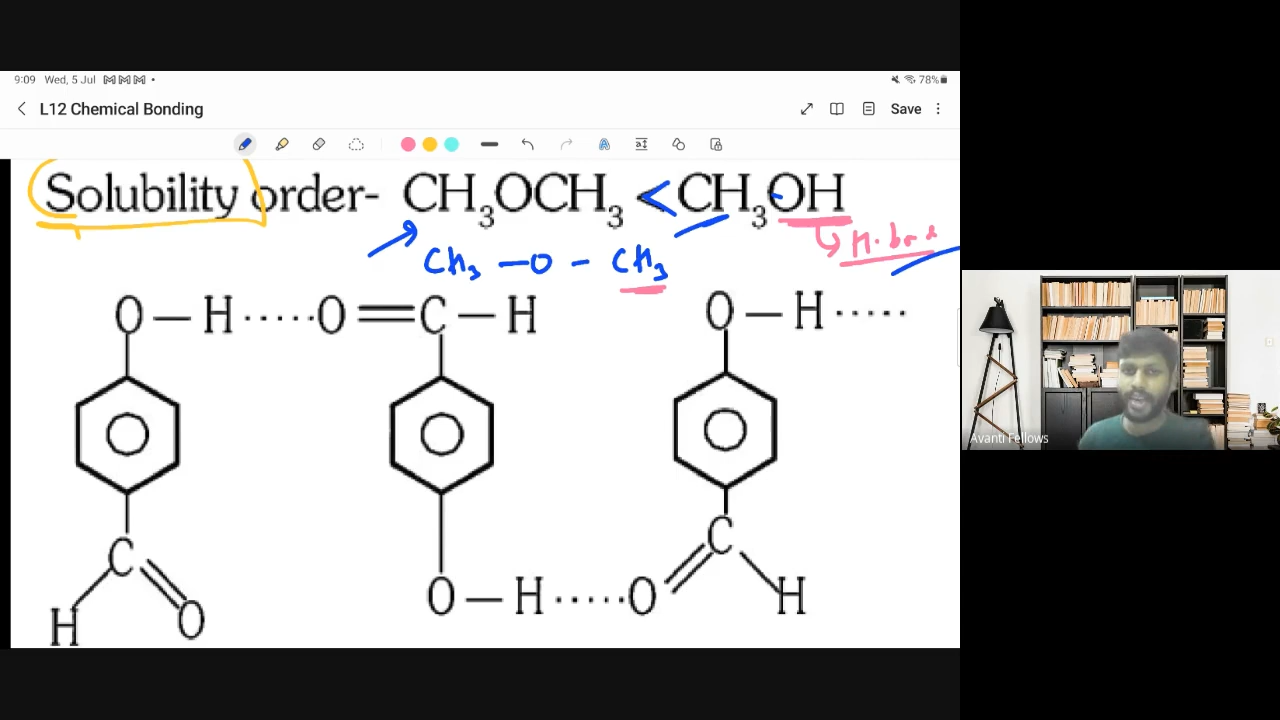 9:09 Wed, 5 Jul
78%
L12 Chemical Bonding
Save
Solubility order- CH₃OCH₃ < CH₃OH
H.bond
CH₃ — O - CH₃
O — H ..... O = C — H
O — H .....
C
H
O
O — H ..... O
C
H
Avanti Fellows